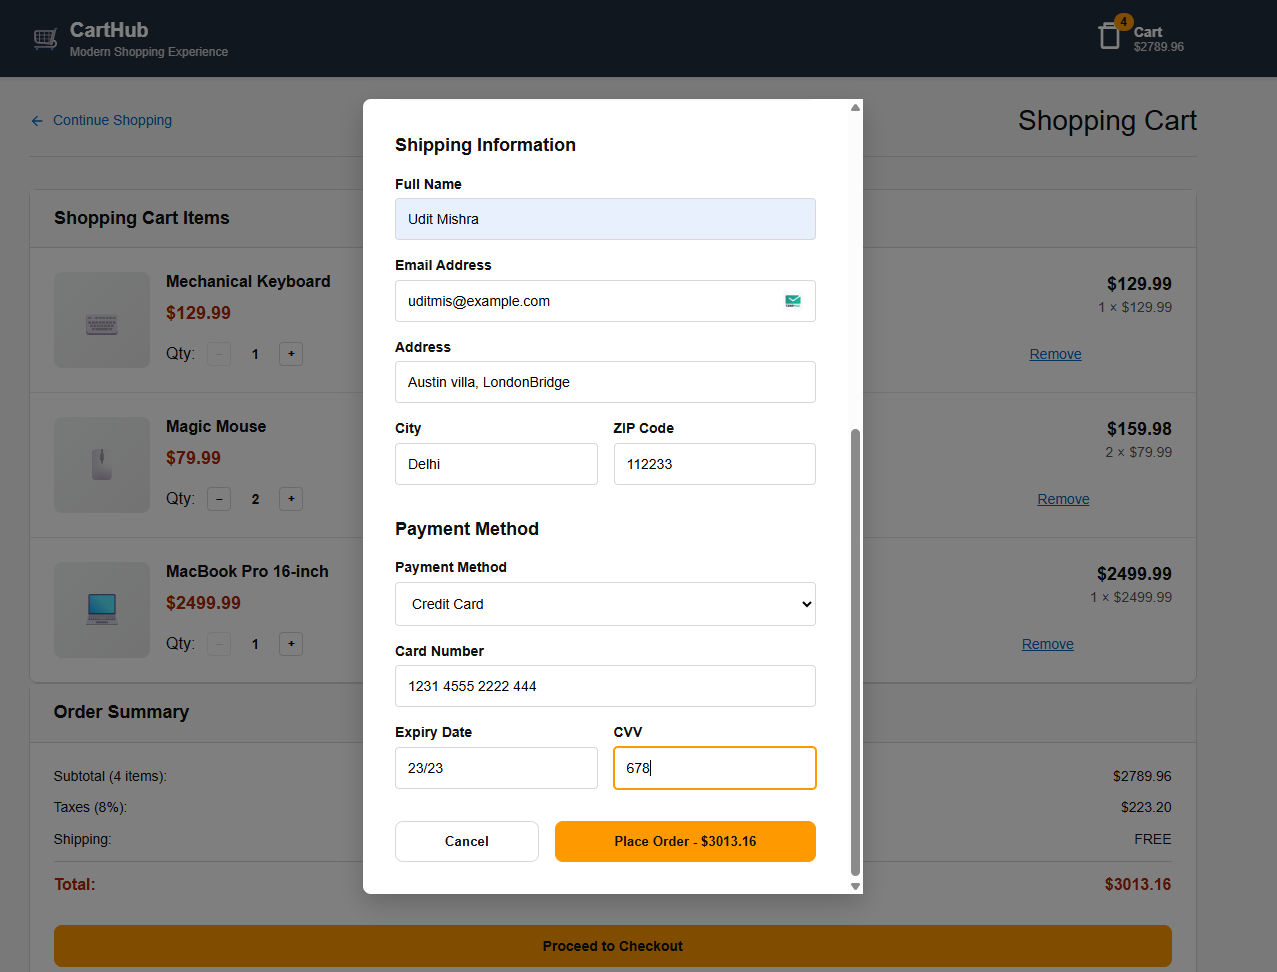 CartHub
Modern Shopping Experience
4
Cart
$2789.96
← Continue Shopping
Shopping Cart
Shopping Cart Items
Mechanical Keyboard
$129.99
Qty: − 1 +
$129.99
1 × $129.99
Remove
Magic Mouse
$79.99
Qty: − 2 +
$159.98
2 × $79.99
Remove
MacBook Pro 16-inch
$2499.99
Qty: − 1 +
$2499.99
1 × $2499.99
Remove
Order Summary
Subtotal (4 items): $2789.96
Taxes (8%): $223.20
Shipping: FREE
Total: $3013.16
Proceed to Checkout
Shipping Information
Full Name
Udit Mishra
Email Address
uditmis@example.com
Address
Austin villa, LondonBridge
City ZIP Code
Delhi 112233
Payment Method
Payment Method
Credit Card
Card Number
1231 4555 2222 444
Expiry Date CVV
23/23 678
Cancel Place Order - $3013.16